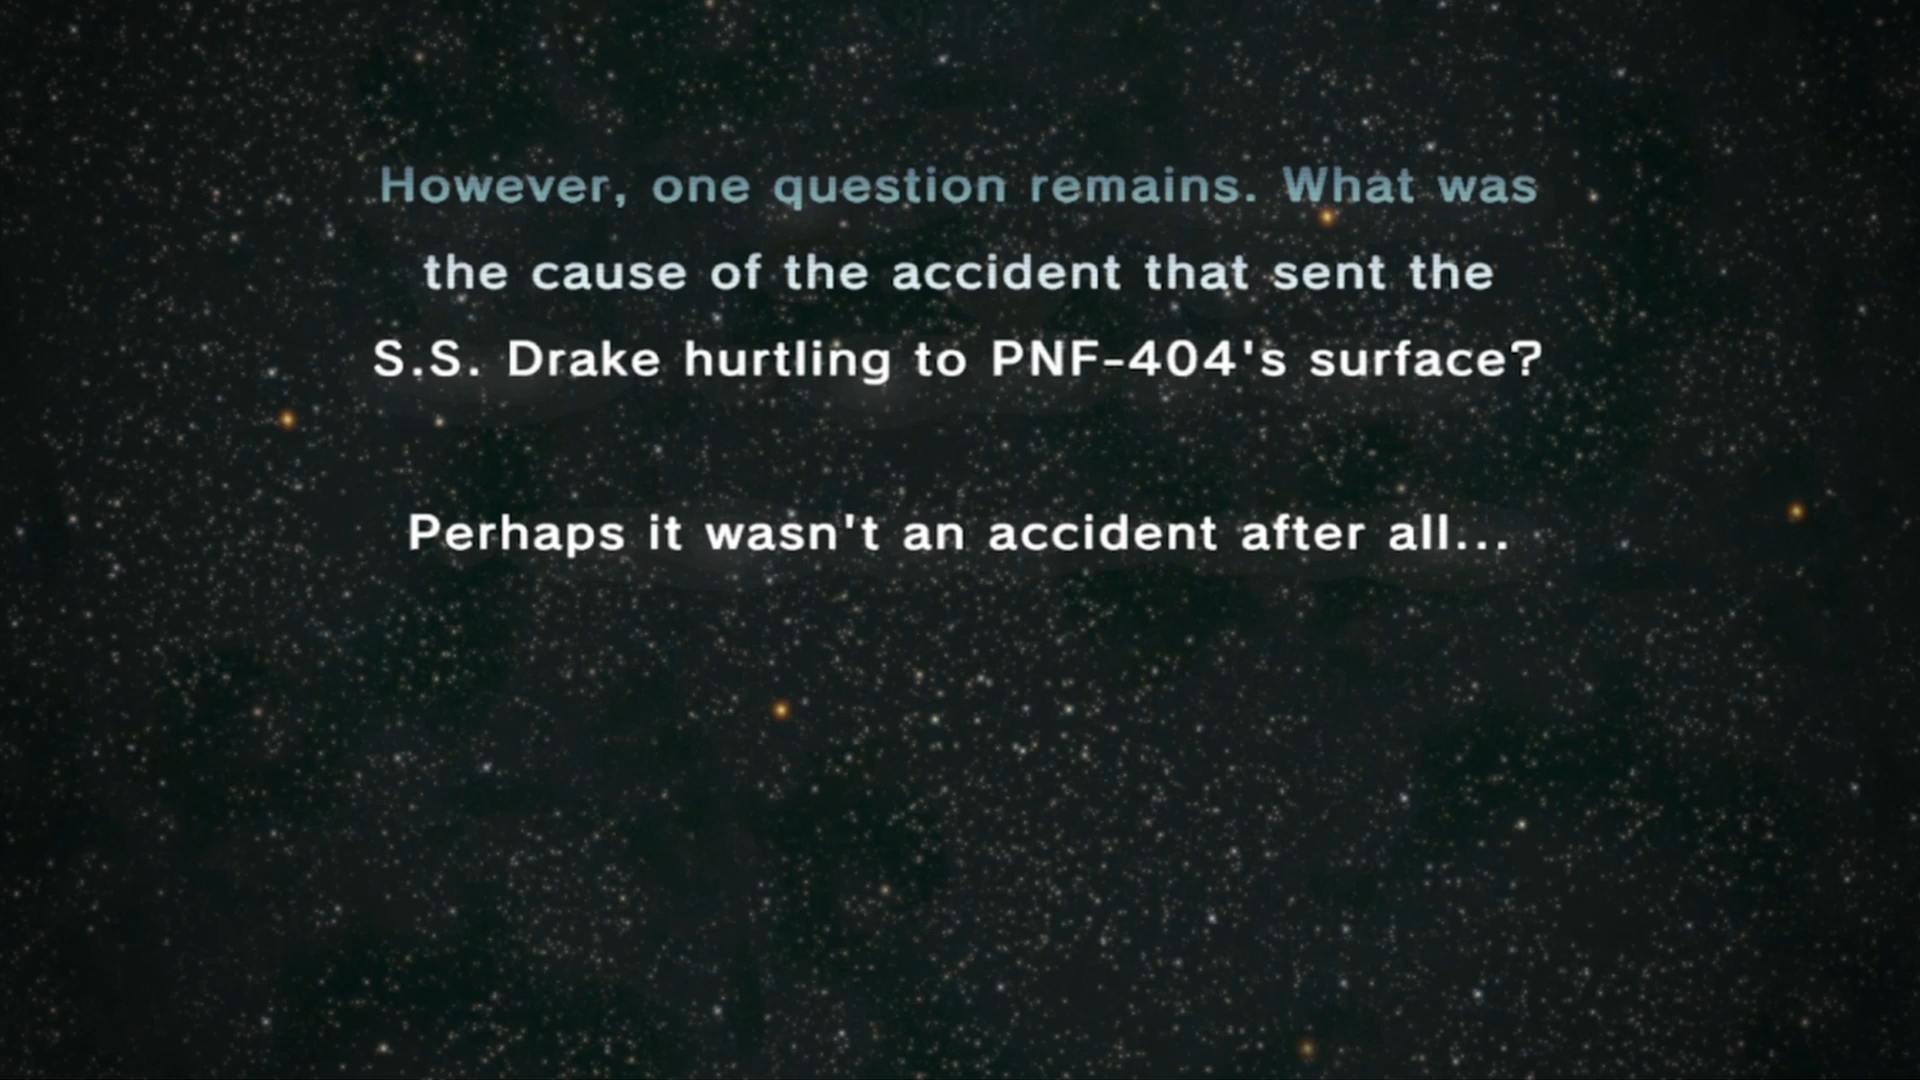 However, one question remains. What was
the cause of the accident that sent the
S.S. Drake hurtling to PNF-404's surface?
Perhaps it wasn't an accident after all...